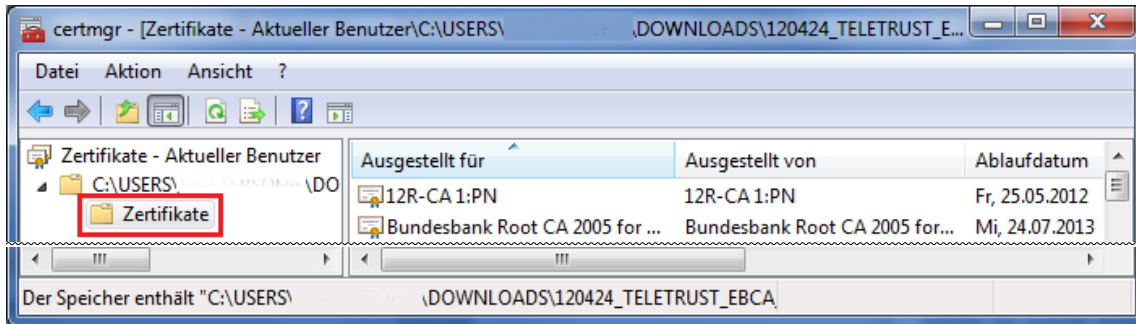 certmgr - [Zertifikate - Aktueller Benutzer\C:\USERS\ \DOWNLOADS\120424_TELETRUST_E...
Datei Aktion Ansicht ?
Zertifikate - Aktueller Benutzer
C:\USERS\ \DO
Zertifikate
Ausgestellt für Ausgestellt von Ablaufdatum
12R-CA 1:PN 12R-CA 1:PN Fr, 25.05.2012
Bundesbank Root CA 2005 for ... Bundesbank Root CA 2005 for... Mi, 24.07.2013
Der Speicher enthält "C:\USERS\ \DOWNLOADS\120424_TELETRUST_EBCA